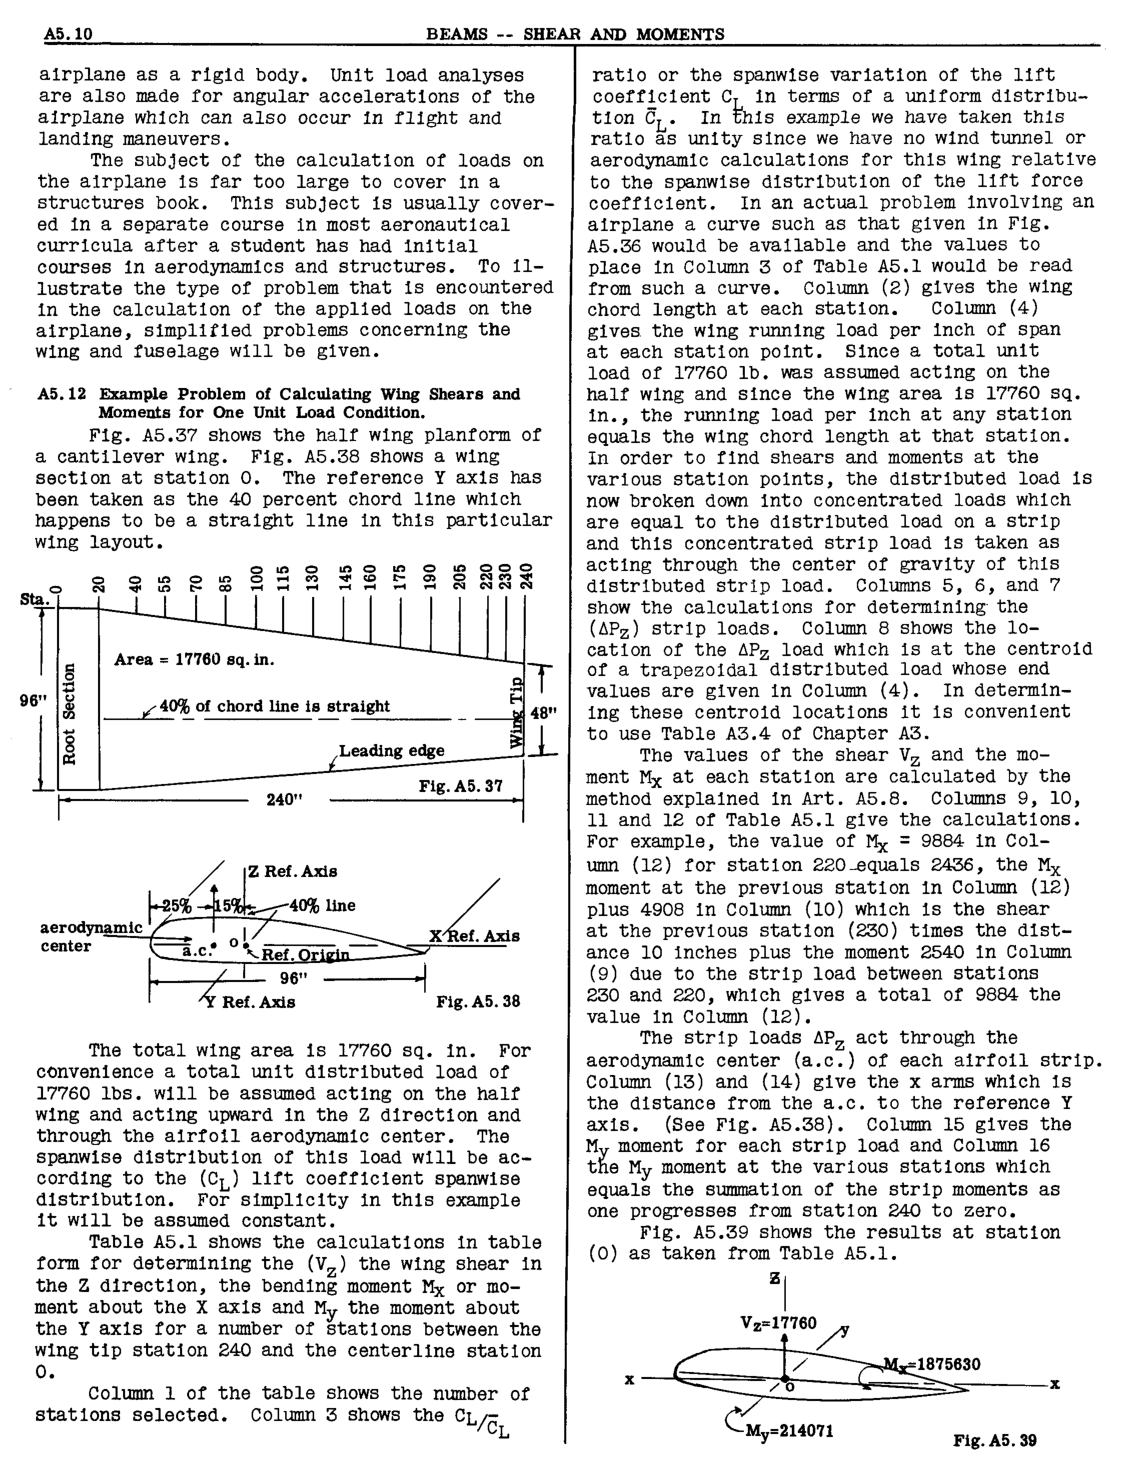 A5.10
BEAMS -- SHEAR AND MOMENTS
airplane as a rigid body. Unit load analyses
are also made for angular accelerations of the
airplane which can also occur in flight and
landing maneuvers.
The subject of the calculation of loads on
the airplane is far too large to cover in a
structures book. This subject is usually cover-
ed in a separate course in most aeronautical
curricula after a student has had initial
courses in aerodynamics and structures. To il-
lustrate the type of problem that is encountered
in the calculation of the applied loads on the
airplane, simplified problems concerning the
wing and fuselage will be given.
A5.12 Example Problem of Calculating Wing Shears and
Moments for One Unit Load Condition.
Fig. A5.37 shows the half wing planform of
a cantilever wing. Fig. A5.38 shows a wing
section at station 0. The reference Y axis has
been taken as the 40 percent chord line which
happens to be a straight line in this particular
wing layout.
Sta. 0 20 40 55 70 85 100 115 130 145 160 175 190 205 220 230 240
Area = 17760 sq. in.
96"
Root Section
40% of chord line is straight
Wing Tip
48"
Leading edge
Fig. A5.37
240"
Z Ref. Axis
25% 15% 40% line
aerodynamic
center
a.c. O
X Ref. Axis
Ref. Origin
96"
Y Ref. Axis
Fig. A5.38
The total wing area is 17760 sq. in. For
convenience a total unit distributed load of
17760 lbs. will be assumed acting on the half
wing and acting upward in the Z direction and
through the airfoil aerodynamic center. The
spanwise distribution of this load will be ac-
cording to the (CL) lift coefficient spanwise
distribution. For simplicity in this example
it will be assumed constant.
Table A5.1 shows the calculations in table
form for determining the (Vz) the wing shear in
the Z direction, the bending moment Mx or mo-
ment about the X axis and My the moment about
the Y axis for a number of stations between the
wing tip station 240 and the centerline station
0.
Column 1 of the table shows the number of
stations selected. Column 3 shows the CL/C̄L
ratio or the spanwise variation of the lift
coefficient CL in terms of a uniform distribu-
tion C̄L. In this example we have taken this
ratio as unity since we have no wind tunnel or
aerodynamic calculations for this wing relative
to the spanwise distribution of the lift force
coefficient. In an actual problem involving an
airplane a curve such as that given in Fig.
A5.36 would be available and the values to
place in Column 3 of Table A5.1 would be read
from such a curve. Column (2) gives the wing
chord length at each station. Column (4)
gives the wing running load per inch of span
at each station point. Since a total unit
load of 17760 lb. was assumed acting on the
half wing and since the wing area is 17760 sq.
in., the running load per inch at any station
equals the wing chord length at that station.
In order to find shears and moments at the
various station points, the distributed load is
now broken down into concentrated loads which
are equal to the distributed load on a strip
and this concentrated strip load is taken as
acting through the center of gravity of this
distributed strip load. Columns 5, 6, and 7
show the calculations for determining the
(ΔPz) strip loads. Column 8 shows the lo-
cation of the ΔPz load which is at the centroid
of a trapezoidal distributed load whose end
values are given in Column (4). In determin-
ing these centroid locations it is convenient
to use Table A3.4 of Chapter A3.
The values of the shear Vz and the mo-
ment Mx at each station are calculated by the
method explained in Art. A5.8. Columns 9, 10,
11 and 12 of Table A5.1 give the calculations.
For example, the value of Mx = 9884 in Col-
umn (12) for station 220 equals 2436, the Mx
moment at the previous station in Column (12)
plus 4908 in Column (10) which is the shear
at the previous station (230) times the dist-
ance 10 inches plus the moment 2540 in Column
(9) due to the strip load between stations
230 and 220, which gives a total of 9884 the
value in Column (12).
The strip loads ΔPz act through the
aerodynamic center (a.c.) of each airfoil strip.
Column (13) and (14) give the x arms which is
the distance from the a.c. to the reference Y
axis. (See Fig. A5.38). Column 15 gives the
My moment for each strip load and Column 16
the My moment at the various stations which
equals the summation of the strip moments as
one progresses from station 240 to zero.
Fig. A5.39 shows the results at station
(0) as taken from Table A5.1.
Z
Vz=17760
y
Mx=1875630
x
O
x
My=214071
Fig. A5.39